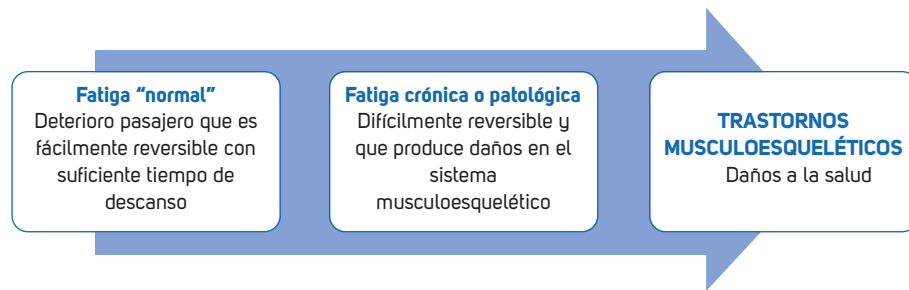 Fatiga “normal”
Deterioro pasajero que es
fácilmente reversible con
suficiente tiempo de
descanso
Fatiga crónica o patológica
Difícilmente reversible y
que produce daños en el
sistema
musculoesquelético
TRASTORNOS
MUSCULOESQUELÉTICOS
Daños a la salud